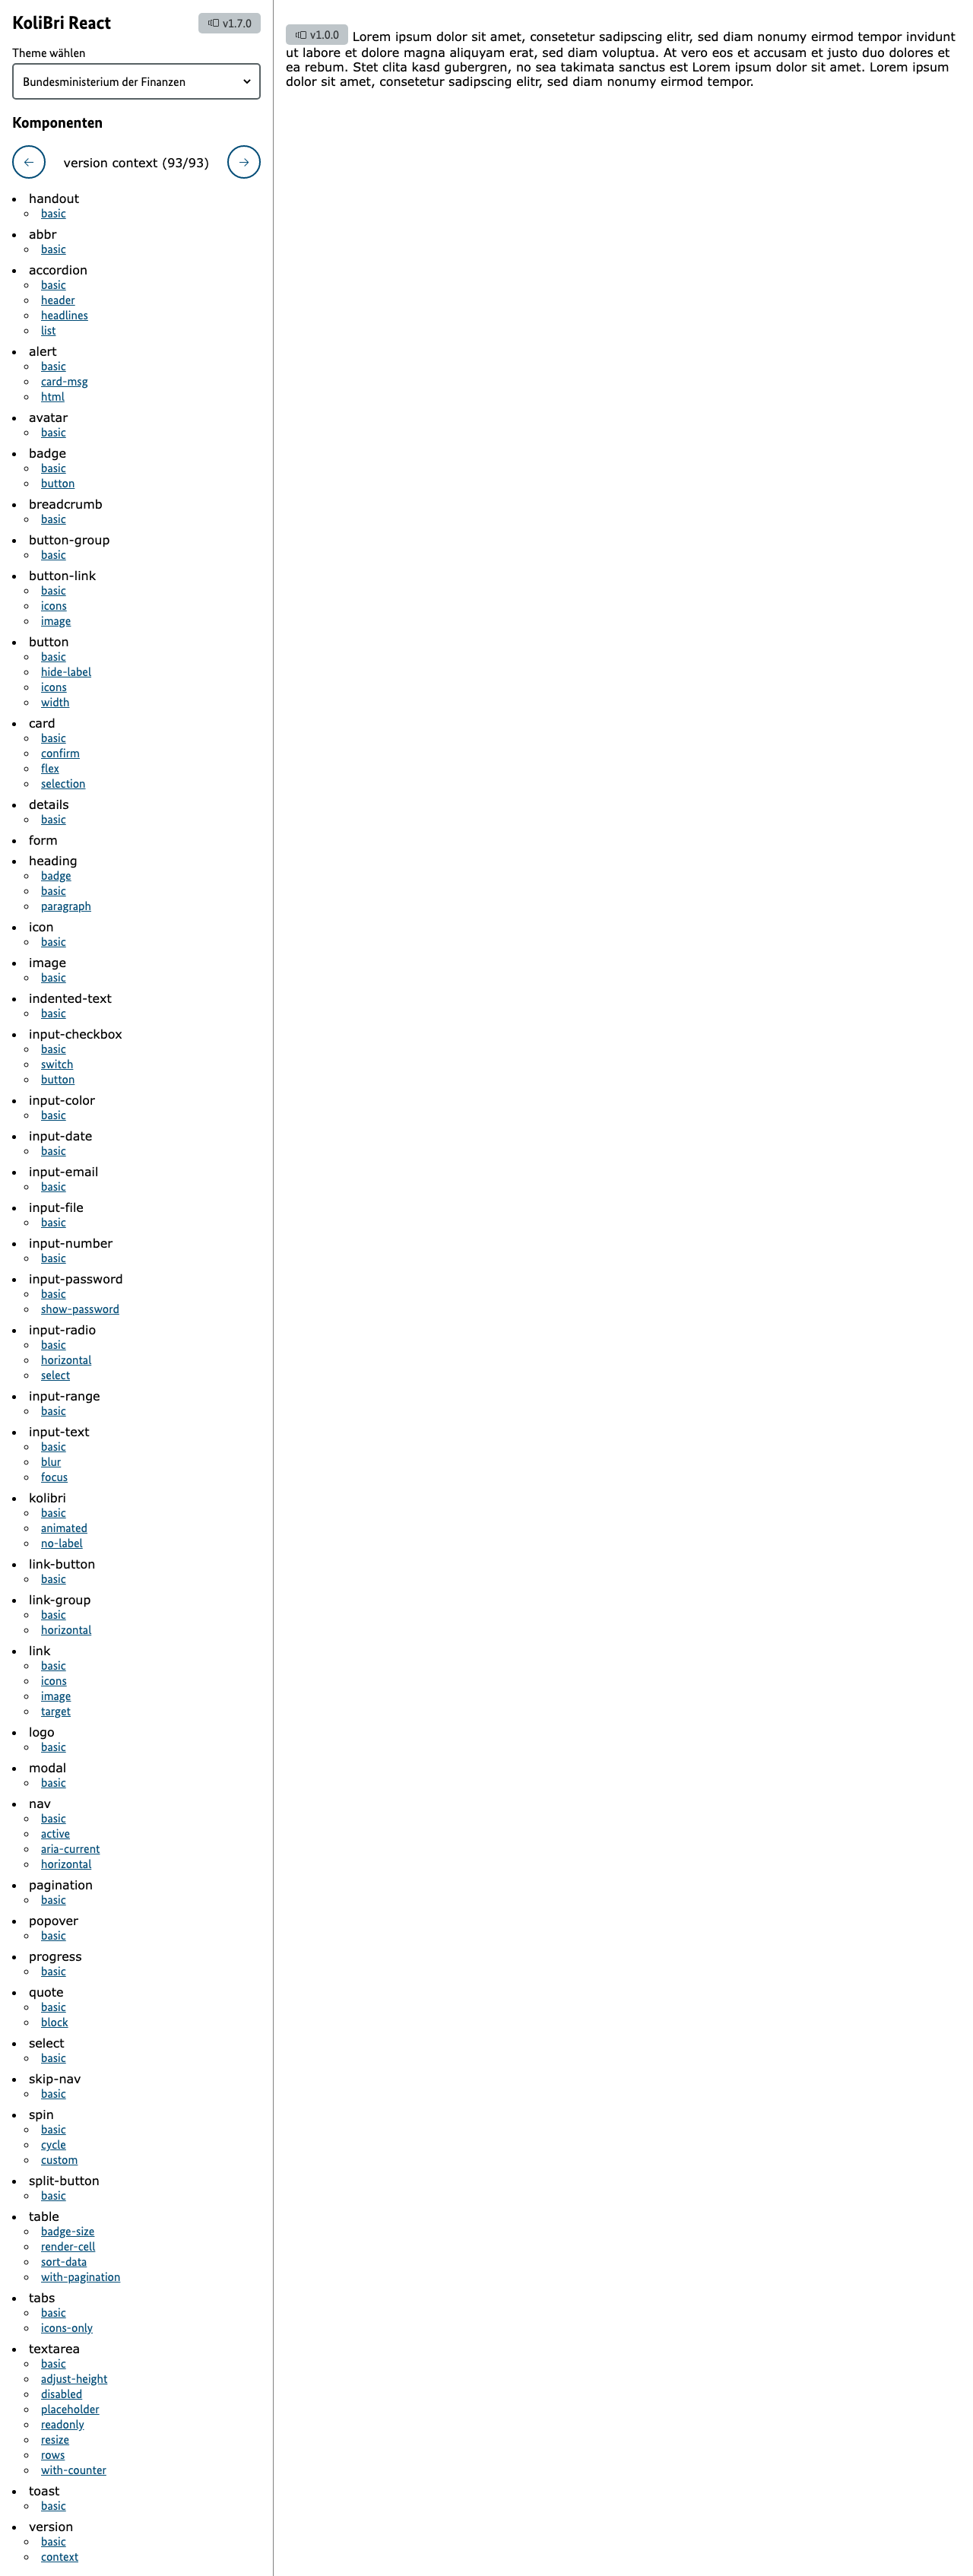 KoliBri React
v1.7.0
Theme wählen
Bundesministerium der Finanzen
Komponenten
version context (93/93)
handout
basic
abbr
basic
accordion
basic
header
headlines
list
alert
basic
card-msg
html
avatar
basic
badge
basic
button
breadcrumb
basic
button-group
basic
button-link
basic
icons
image
button
basic
hide-label
icons
width
card
basic
confirm
flex
selection
details
basic
form
heading
badge
basic
paragraph
icon
basic
image
basic
indented-text
basic
input-checkbox
basic
switch
button
input-color
basic
input-date
basic
input-email
basic
input-file
basic
input-number
basic
input-password
basic
show-password
input-radio
basic
horizontal
select
input-range
basic
input-text
basic
blur
focus
kolibri
basic
animated
no-label
link-button
basic
link-group
basic
horizontal
link
basic
icons
image
target
logo
basic
modal
basic
nav
basic
active
aria-current
horizontal
pagination
basic
popover
basic
progress
basic
quote
basic
block
select
basic
skip-nav
basic
spin
basic
cycle
custom
split-button
basic
table
badge-size
render-cell
sort-data
with-pagination
tabs
basic
icons-only
textarea
basic
adjust-height
disabled
placeholder
readonly
resize
rows
with-counter
toast
basic
version
basic
context
v1.0.0 Lorem ipsum dolor sit amet, consetetur sadipscing elitr, sed diam nonumy eirmod tempor invidunt
ut labore et dolore magna aliquyam erat, sed diam voluptua. At vero eos et accusam et justo duo dolores et
ea rebum. Stet clita kasd gubergren, no sea takimata sanctus est Lorem ipsum dolor sit amet. Lorem ipsum
dolor sit amet, consetetur sadipscing elitr, sed diam nonumy eirmod tempor.